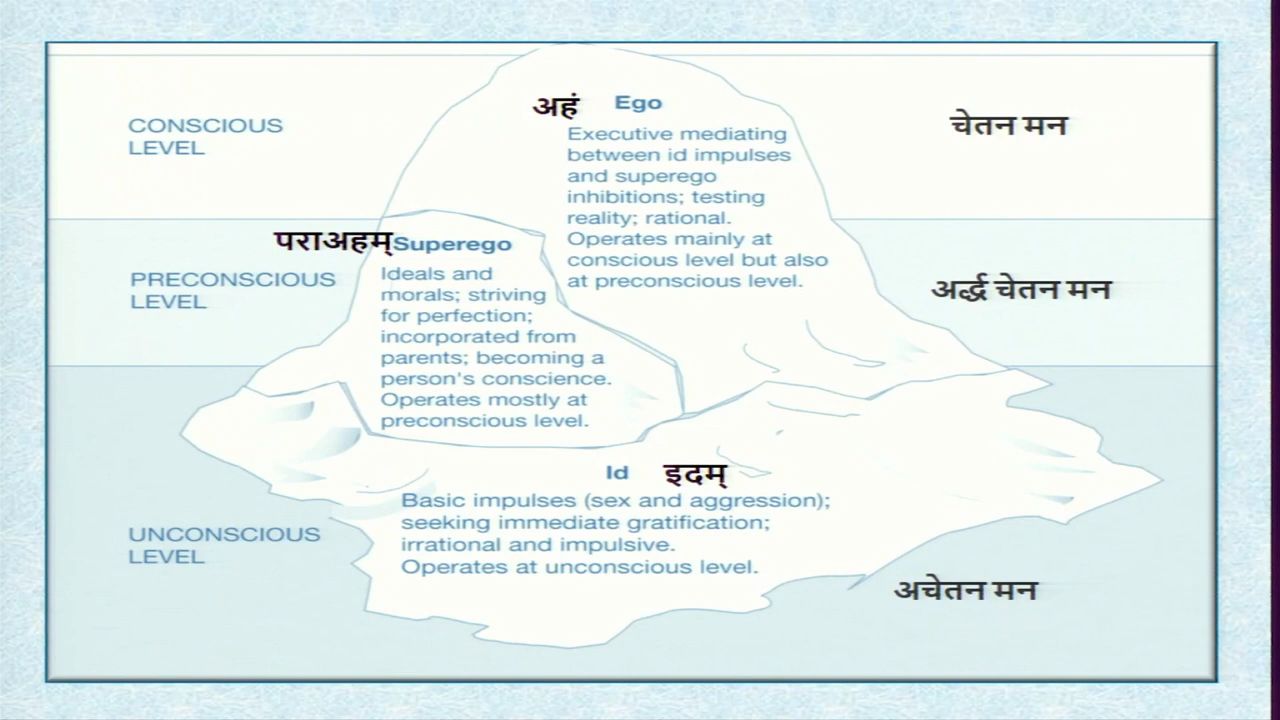 अहं Ego
CONSCIOUS
LEVEL
चेतन मन
Executive mediating
between id impulses
and superego
inhibitions; testing
reality; rational.
Operates mainly at
conscious level but also
at preconscious level.
पराअहम् Superego
PRECONSCIOUS
LEVEL
अर्द्ध चेतन मन
Ideals and
morals; striving
for perfection;
incorporated from
parents; becoming a
person's conscience.
Operates mostly at
preconscious level.
Id इदम्
Basic impulses (sex and aggression);
seeking immediate gratification;
irrational and impulsive.
Operates at unconscious level.
UNCONSCIOUS
LEVEL
अचेतन मन